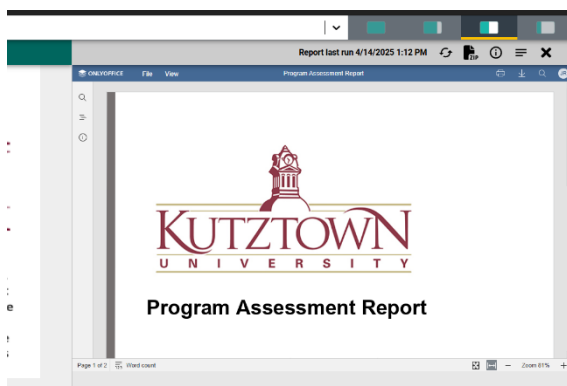 Report last run 4/14/2025 1:12 PM
ZIP
ONLYOFFICE File View Program Assessment Report
KUTZTOWN
UNIVERSITY
Program Assessment Report
e
e
s
Page 1 of 2 Word count Zoom 81%